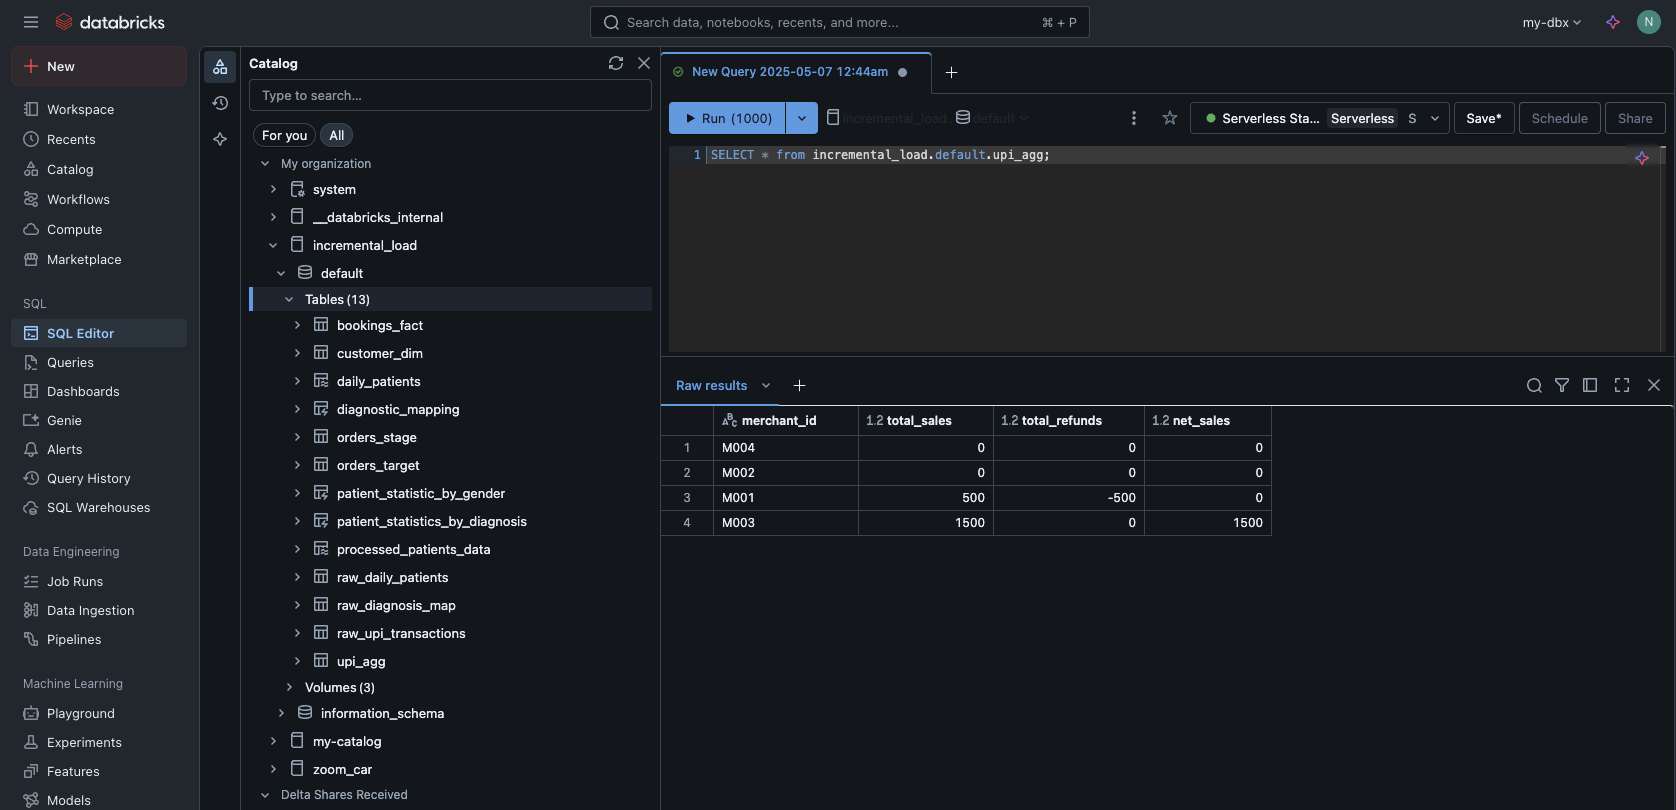 databricks
Search data, notebooks, recents, and more...
⌘ + P
my-dbx
N
New
Workspace
Recents
Catalog
Workflows
Compute
Marketplace
SQL
SQL Editor
Queries
Dashboards
Genie
Alerts
Query History
SQL Warehouses
Data Engineering
Job Runs
Data Ingestion
Pipelines
Machine Learning
Playground
Experiments
Features
Models
Catalog
Type to search...
For you
All
My organization
system
__databricks_internal
incremental_load
default
Tables (13)
bookings_fact
customer_dim
daily_patients
diagnostic_mapping
orders_stage
orders_target
patient_statistic_by_gender
patient_statistics_by_diagnosis
processed_patients_data
raw_daily_patients
raw_diagnosis_map
raw_upi_transactions
upi_agg
Volumes (3)
information_schema
my-catalog
zoom_car
Delta Shares Received
New Query 2025-05-07 12:44am
Run (1000)
incremental_load.
default
Serverless Sta... Serverless S
Save*
Schedule
Share
1 SELECT * from incremental_load.default.upi_agg;
Raw results
merchant_id 1.2 total_sales 1.2 total_refunds 1.2 net_sales
1 M004 0 0 0
2 M002 0 0 0
3 M001 500 -500 0
4 M003 1500 0 1500